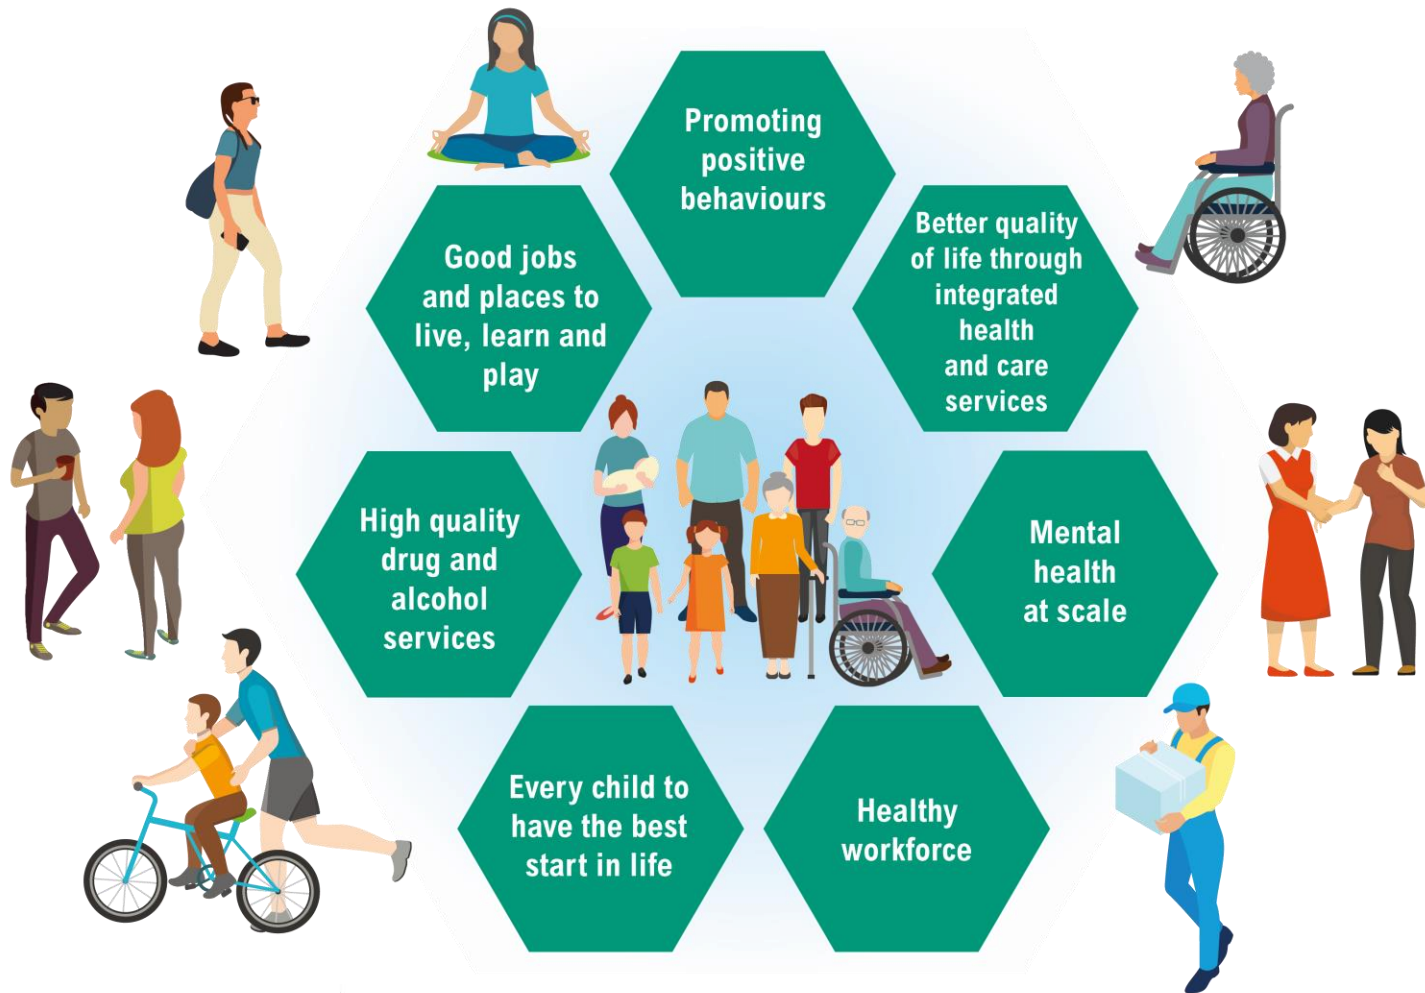 Promoting
positive
behaviours
Better quality
of life through
integrated
health
and care
services
Mental
health
at scale
Healthy
workforce
Every child to
have the best
start in life
High quality
drug and
alcohol
services
Good jobs
and places to
live, learn and
play